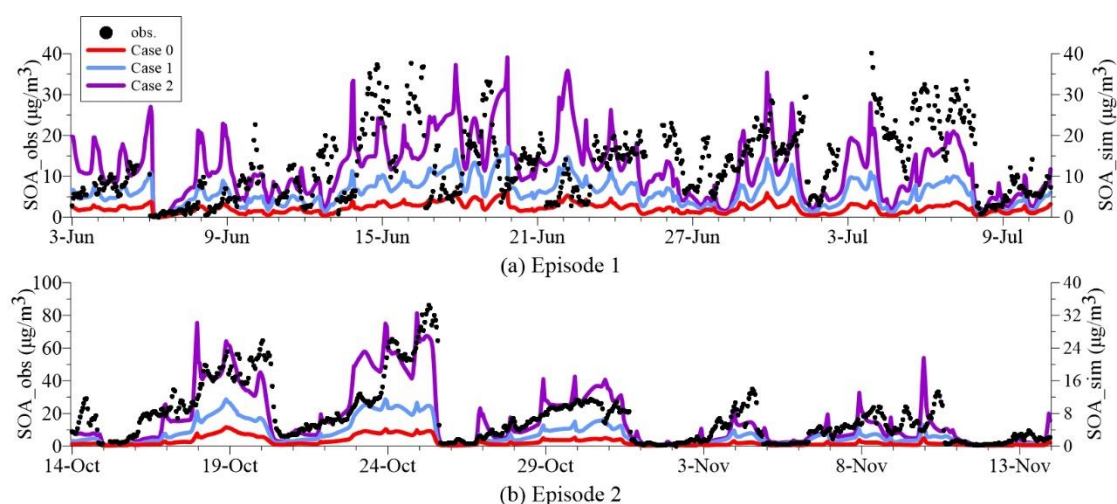 obs.
Case 0
Case 1
Case 2
SOA_obs (µg/m³)
40
30
20
10
0
40
30
20
10
0
SOA_sim (µg/m³)
3-Jun 9-Jun 15-Jun 21-Jun 27-Jun 3-Jul 9-Jul
(a) Episode 1
SOA_obs (µg/m³)
100
80
60
40
20
0
40
32
24
16
8
0
SOA_sim (µg/m³)
14-Oct 19-Oct 24-Oct 29-Oct 3-Nov 8-Nov 13-Nov
(b) Episode 2